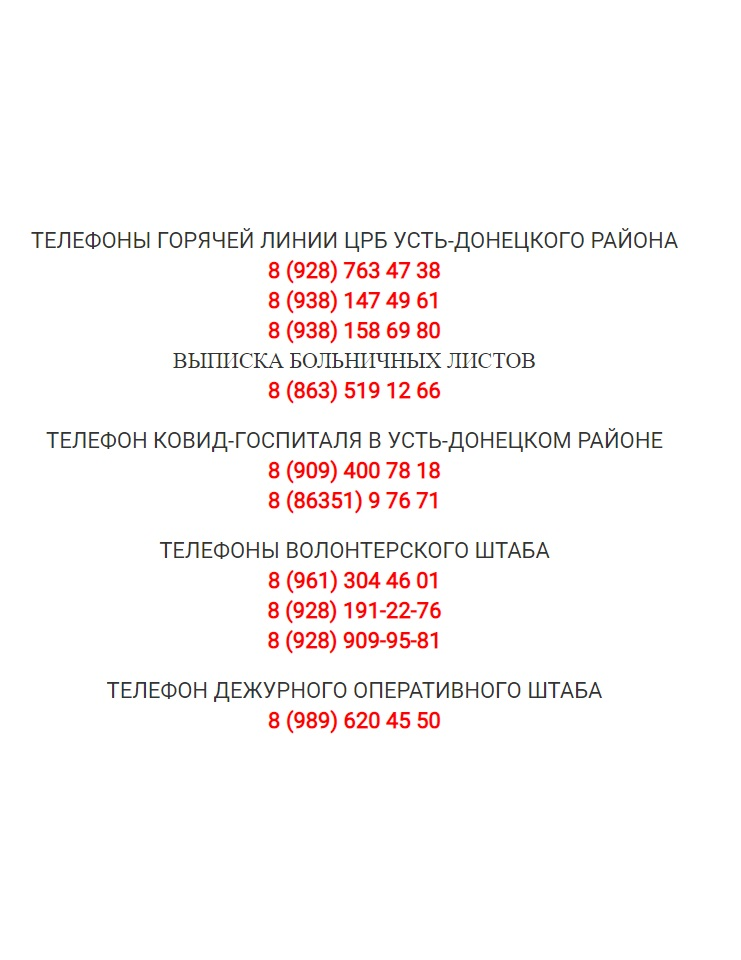 ТЕЛЕФОНЫ ГОРЯЧЕЙ ЛИНИИ ЦРБ УСТЬ-ДОНЕЦКОГО РАЙОНА
8 (928) 763 47 38
8 (938) 147 49 61
8 (938) 158 69 80
ВЫПИСКА БОЛЬНИЧНЫХ ЛИСТОВ
8 (863) 519 12 66
ТЕЛЕФОН КОВИД-ГОСПИТАЛЯ В УСТЬ-ДОНЕЦКОМ РАЙОНЕ
8 (909) 400 78 18
8 (86351) 9 76 71
ТЕЛЕФОНЫ ВОЛОНТЕРСКОГО ШТАБА
8 (961) 304 46 01
8 (928) 191-22-76
8 (928) 909-95-81
ТЕЛЕФОН ДЕЖУРНОГО ОПЕРАТИВНОГО ШТАБА
8 (989) 620 45 50